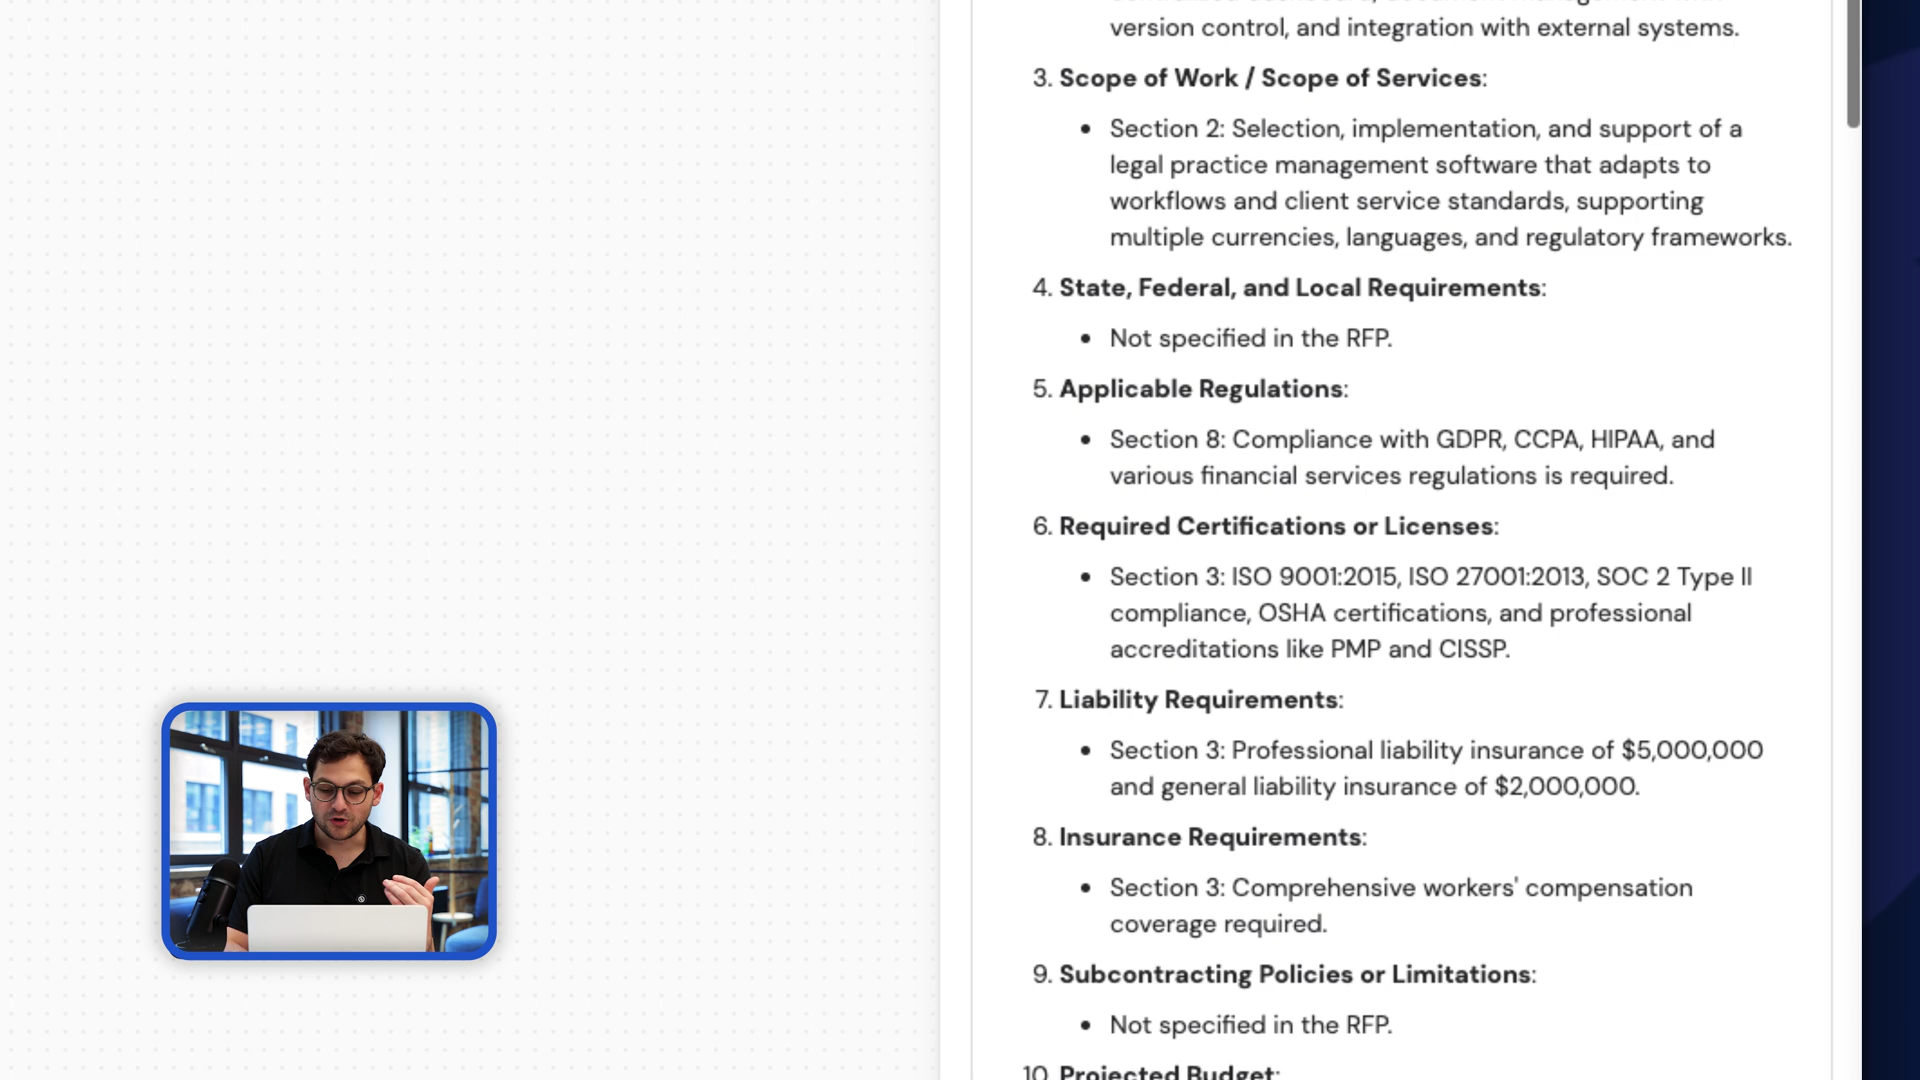 version control, and integration with external systems.
3. Scope of Work / Scope of Services:
• Section 2: Selection, implementation, and support of a
legal practice management software that adapts to
workflows and client service standards, supporting
multiple currencies, languages, and regulatory frameworks.
4. State, Federal, and Local Requirements:
• Not specified in the RFP.
5. Applicable Regulations:
• Section 8: Compliance with GDPR, CCPA, HIPAA, and
various financial services regulations is required.
6. Required Certifications or Licenses:
• Section 3: ISO 9001:2015, ISO 27001:2013, SOC 2 Type II
compliance, OSHA certifications, and professional
accreditations like PMP and CISSP.
7. Liability Requirements:
• Section 3: Professional liability insurance of $5,000,000
and general liability insurance of $2,000,000.
8. Insurance Requirements:
• Section 3: Comprehensive workers' compensation
coverage required.
9. Subcontracting Policies or Limitations:
• Not specified in the RFP.
10. Projected Budget: